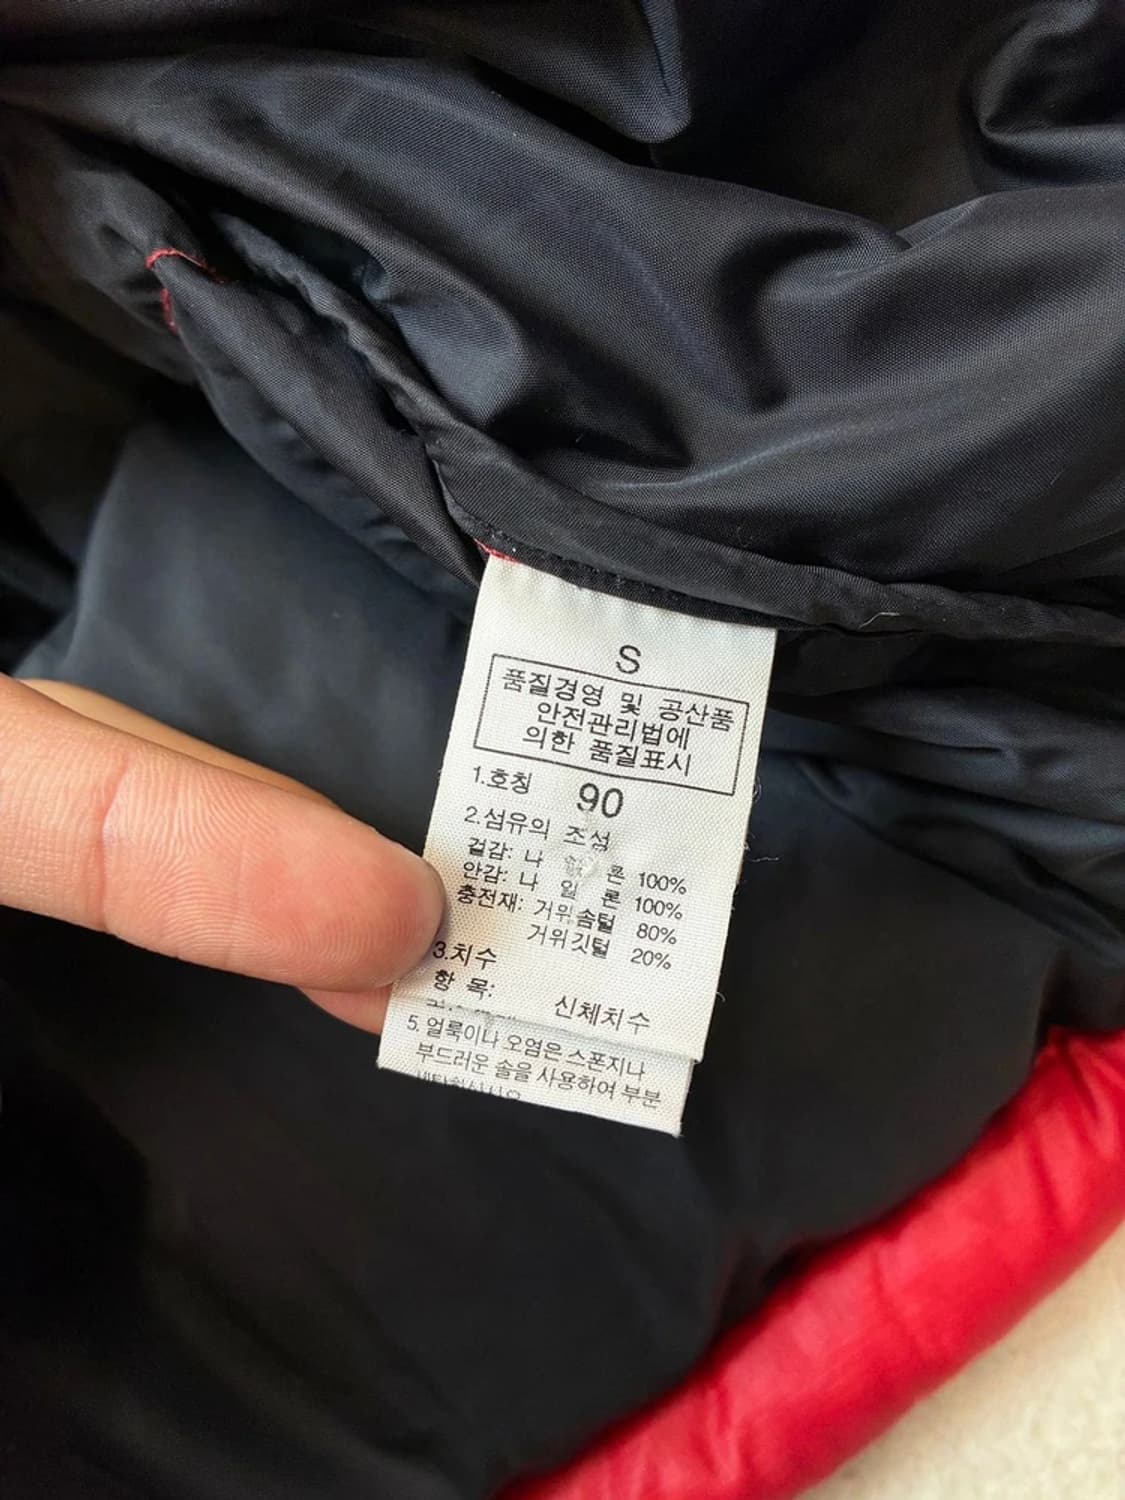 S
품질경영 및 공산품
안전관리법에
의한 품질표시
1.호칭 90
2.섬유의 조성
겉감: 나 론 100%
안감: 나 일 론 100%
충전재: 거위솜털 80%
거위깃털 20%
3.치수
항 목: 신체치수
5. 얼룩이나 오염은 스폰지나
부드러운 솔을 사용하여 부분